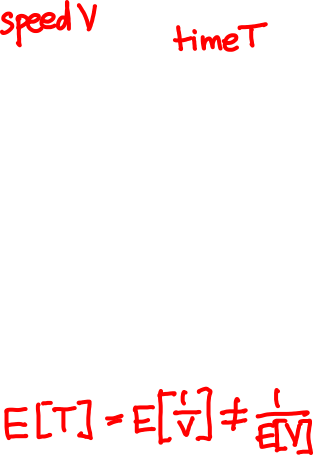 speed V
time T
E[T] = E[1/V] ≠ 1/E[V]